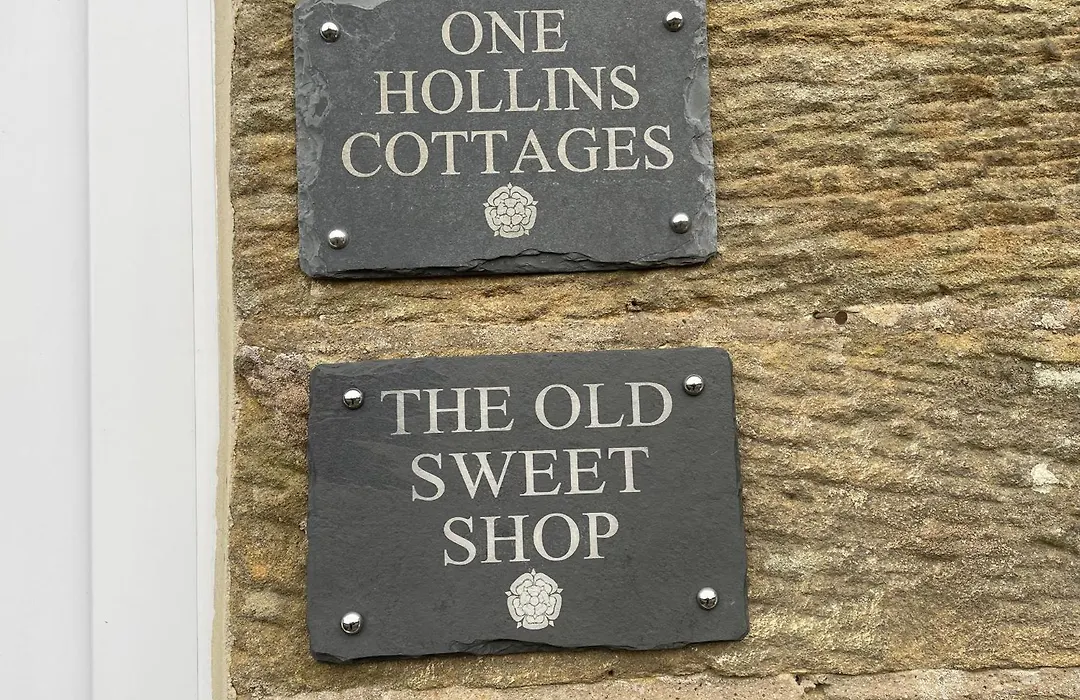 ONE
HOLLINS
COTTAGES
THE OLD
SWEET
SHOP